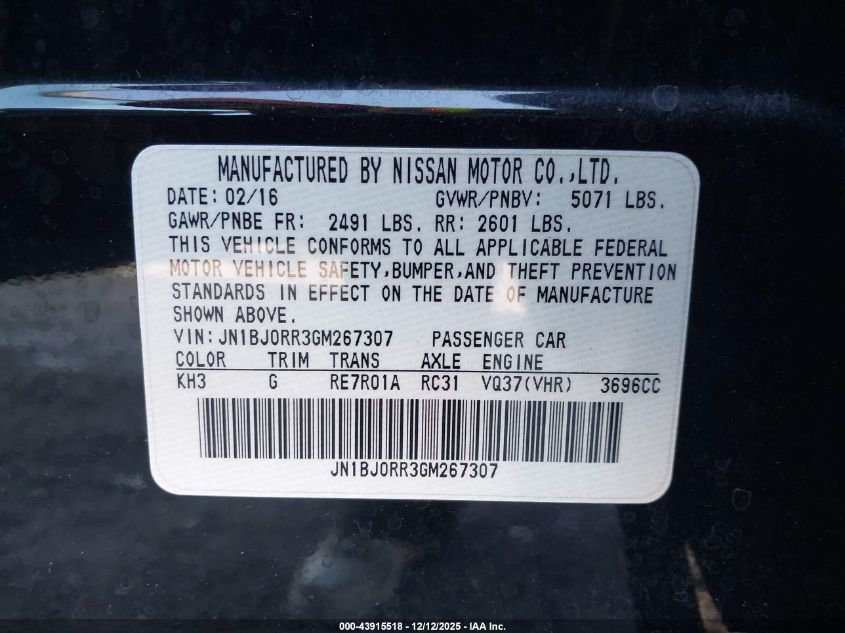 MANUFACTURED BY NISSAN MOTOR CO.,LTD.
DATE: 02/16 GVWR/PNBV: 5071 LBS.
GAWR/PNBE FR: 2491 LBS. RR: 2601 LBS.
THIS VEHICLE CONFORMS TO ALL APPLICABLE FEDERAL
MOTOR VEHICLE SAFETY,BUMPER,AND THEFT PREVENTION
STANDARDS IN EFFECT ON THE DATE OF MANUFACTURE
SHOWN ABOVE.
VIN:JN1BJ0RR3GM267307 PASSENGER CAR
COLOR TRIM TRANS AXLE ENGINE
KH3 G RE7R01A RC31 VQ37(VHR) 3696CC
JN1BJ0RR3GM267307
000-43915518 - 12/12/2025 - IAA Inc.